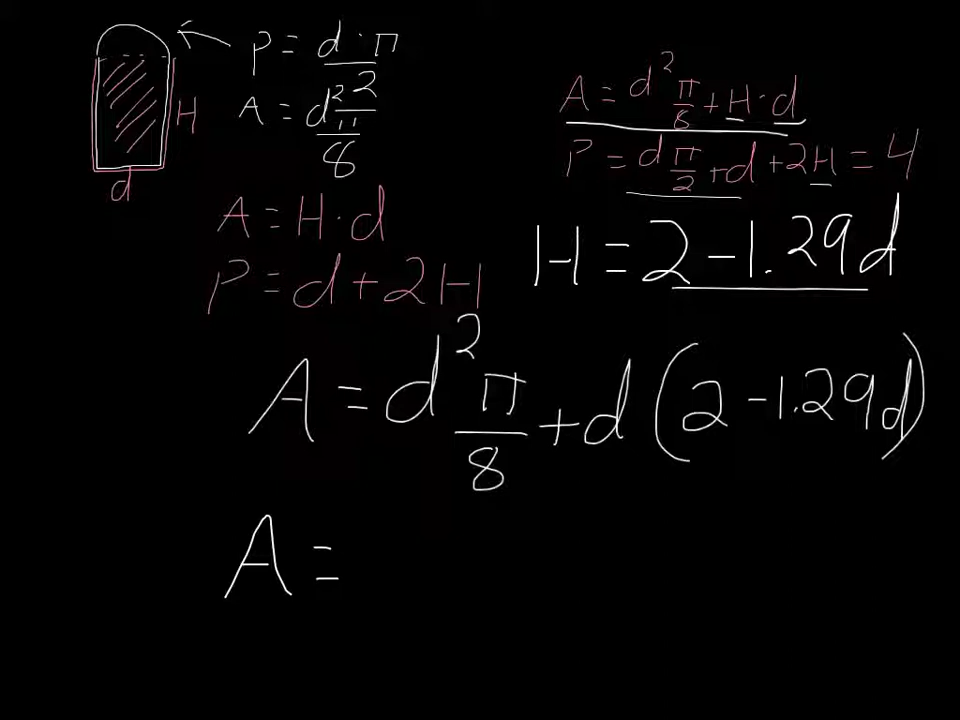 P = d · π / 2
A = d² π / 8
H
d
A = H · d
P = d + 2H
A = d² π/8 + H · d
P = d π/2 + d + 2H = 4
H = 2 - 1.29d
A = d² π/8 + d (2 - 1.29d)
A =